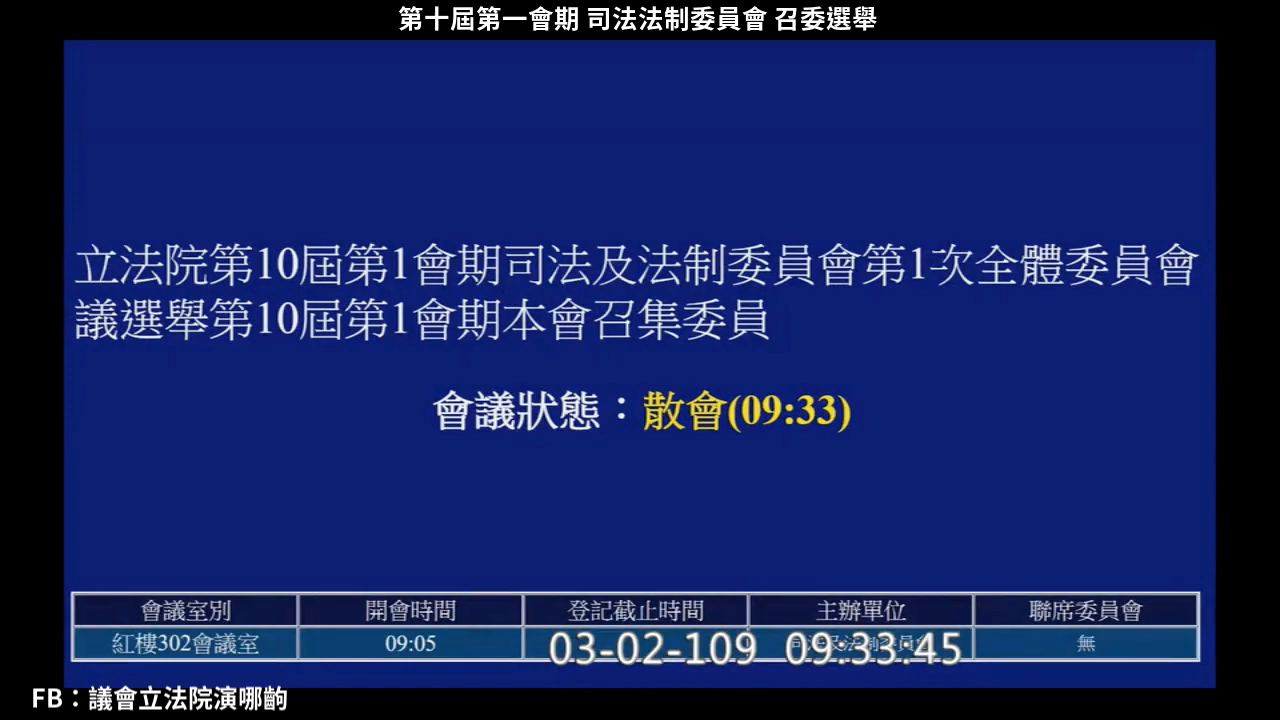 第十屆第一會期 司法法制委員會 召委選舉
立法院第10屆第1會期司法及法制委員會第1次全體委員會
議選舉第10屆第1會期本會召集委員
會議狀態：散會(09:33)
會議室別 開會時間 登記截止時間 主辦單位 聯席委員會
紅樓302會議室 09:05 無
03-02-109 09:33:45
FB：議會立法院演哪齣